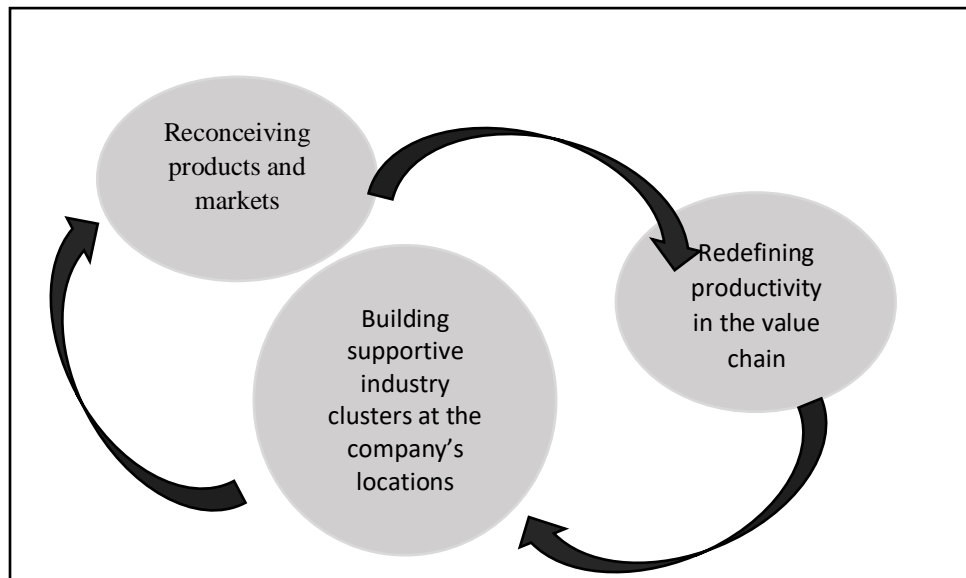 Reconceiving
products and
markets
Redefining
productivity
in the value
chain
Building
supportive
industry
clusters at the
company’s
locations